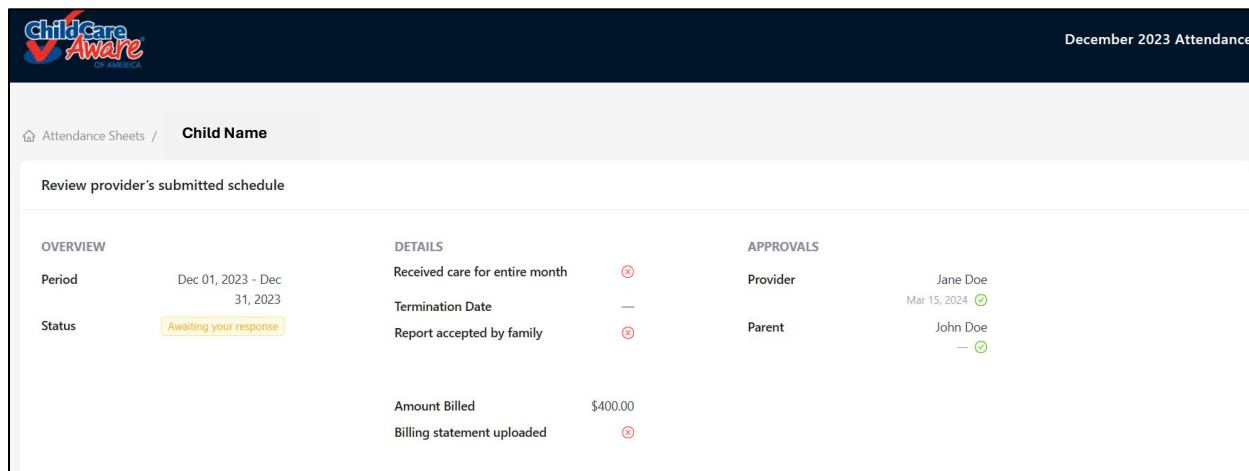 ChildCare
Aware
OF AMERICA
December 2023 Attendance
Attendance Sheets / Child Name
Review provider's submitted schedule
OVERVIEW
Period Dec 01, 2023 - Dec
31, 2023
Status Awaiting your response
DETAILS
Received care for entire month
Termination Date —
Report accepted by family
Amount Billed $400.00
Billing statement uploaded
APPROVALS
Provider Jane Doe
Mar 15, 2024
Parent John Doe
—